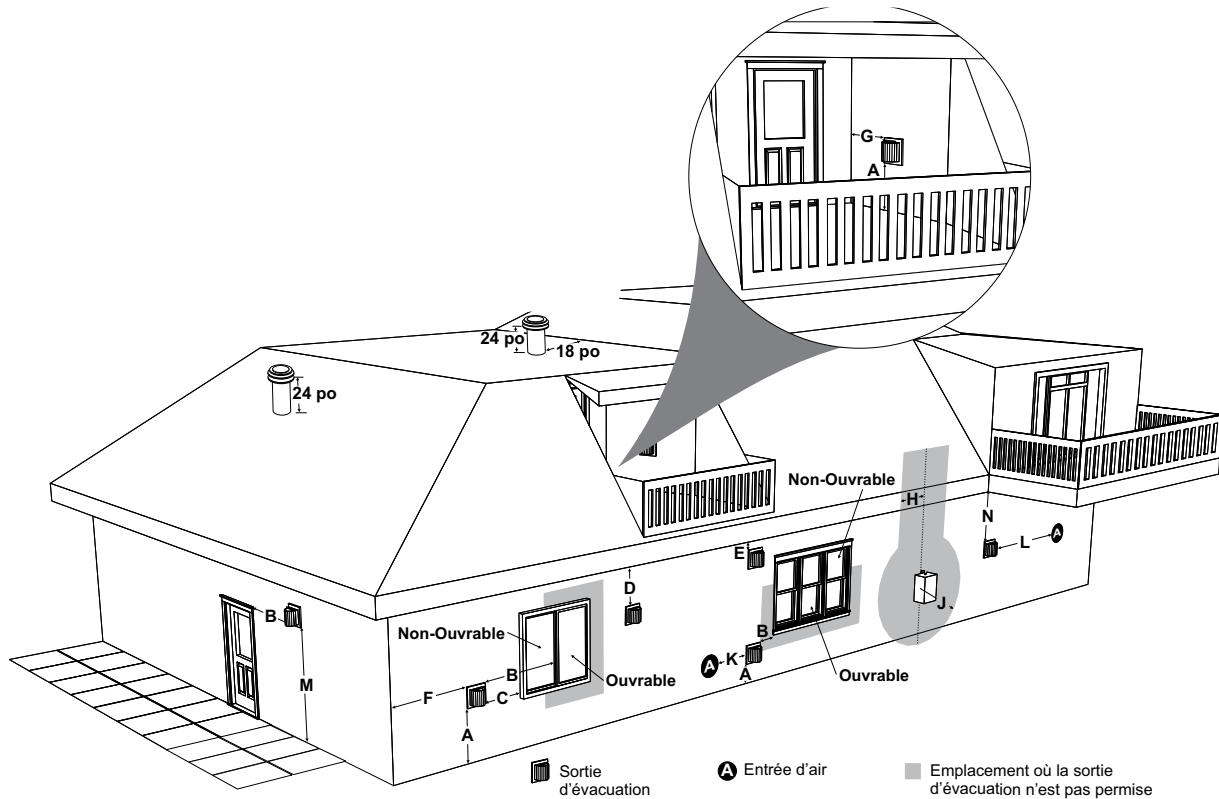 G
A
24 po
18 po
24 po
Non-Ouvrable
H
N
L
A
E
D
J
B
Non-Ouvrable
B
K
A
A
Ouvrable
B
Ouvrable
F
C
M
A
Sortie
d'évacuation
A Entrée d'air
Emplacement où la sortie
d'évacuation n'est pas permise